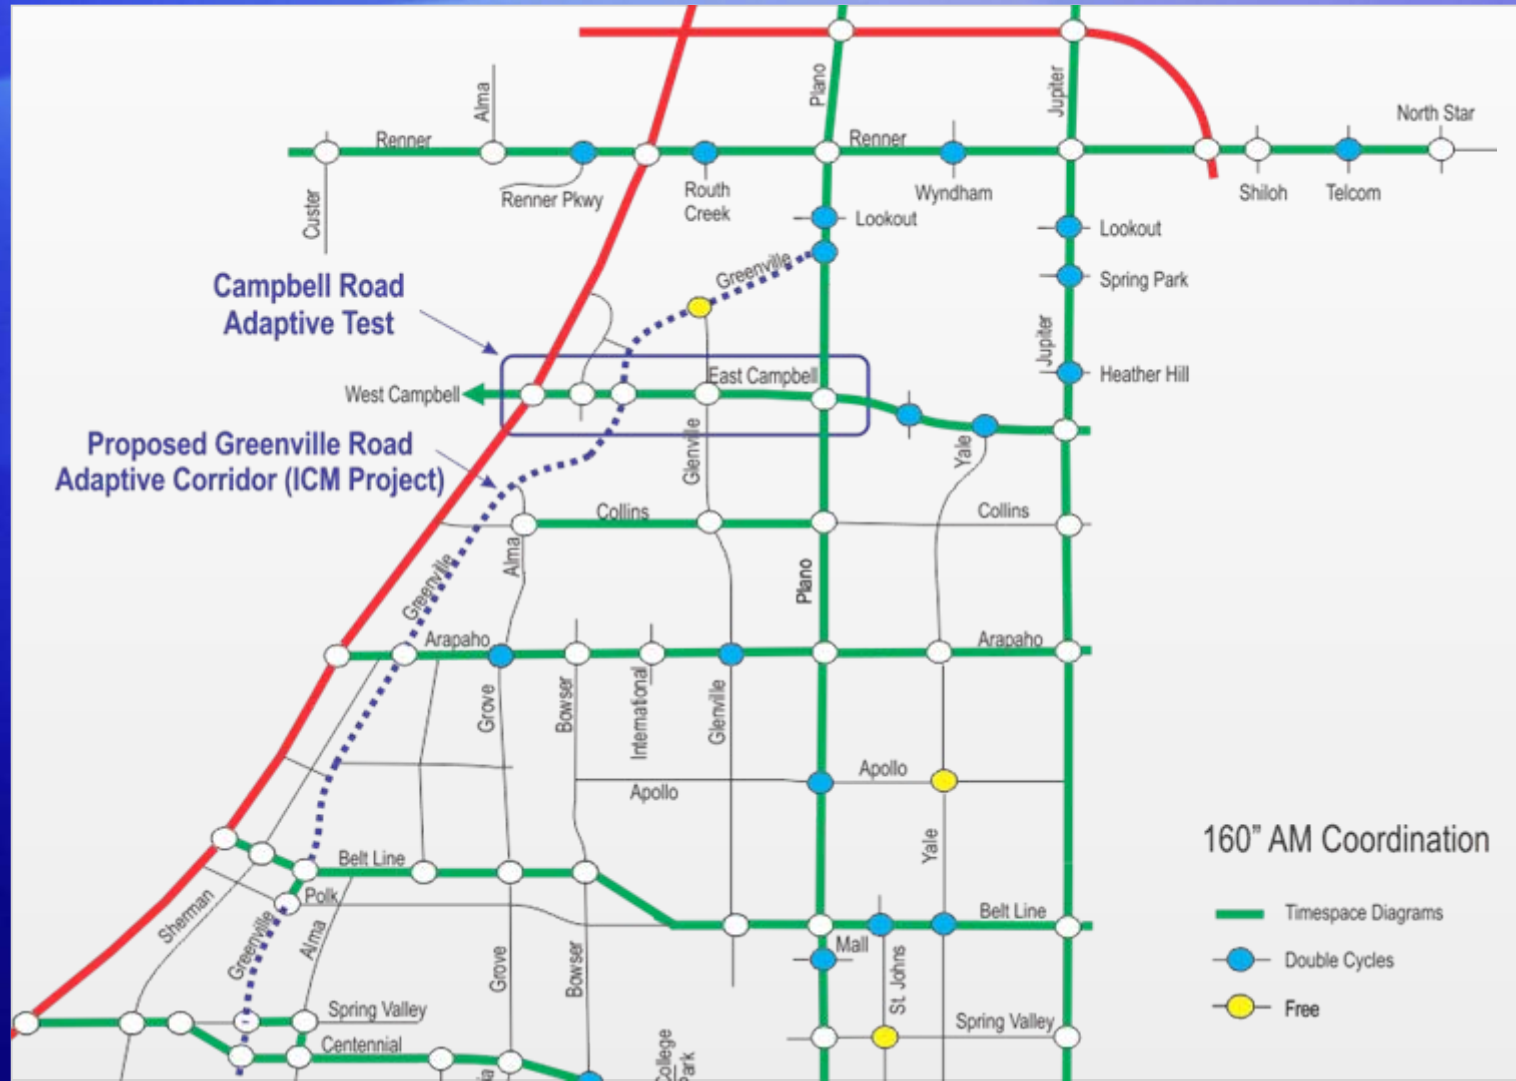 Plano
Jupiter
Alma
North Star
Renner
Renner
Custer
Renner Pkwy
Routh
Creek
Wyndham
Shiloh
Telcom
Lookout
Lookout
Greenville
Spring Park
Campbell Road
Adaptive Test
Jupiter
Heather Hill
East Campbell
West Campbell
Proposed Greenville Road
Adaptive Corridor (ICM Project)
Glenville
Yale
Collins
Collins
Alma
Greenville
Plano
Arapaho
Arapaho
Grove
Bowser
International
Glenville
Apollo
Apollo
Yale
160” AM Coordination
Belt Line
Polk
Sherman
Greenville
Alma
Belt Line
Timespace Diagrams
Mall
Grove
Bowser
St. Johns
Double Cycles
Spring Valley
Spring Valley
Free
Centennial
College
Park